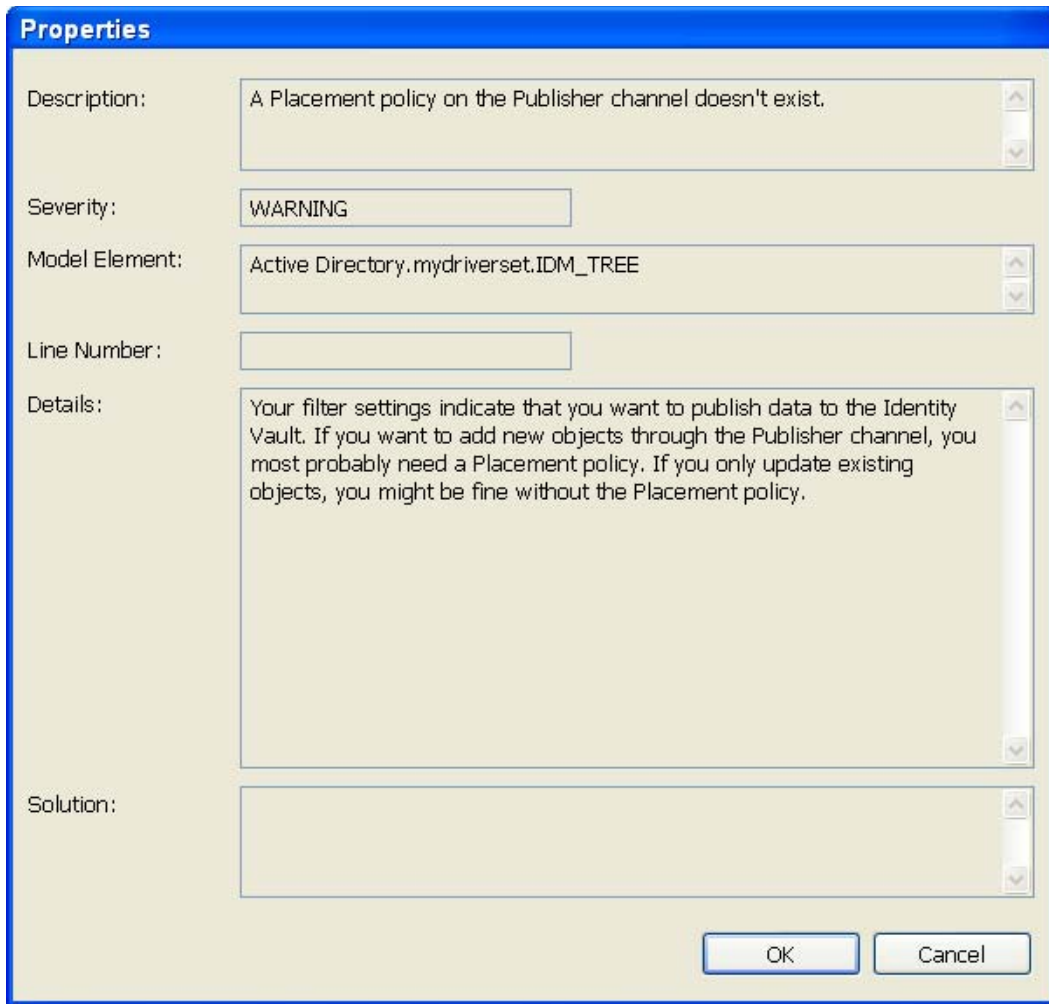 Properties
Description:
A Placement policy on the Publisher channel doesn't exist.
Severity:
WARNING
Model Element:
Active Directory.mydriverset.IDM_TREE
Line Number:
Details:
Your filter settings indicate that you want to publish data to the Identity
Vault. If you want to add new objects through the Publisher channel, you
most probably need a Placement policy. If you only update existing
objects, you might be fine without the Placement policy.
Solution:
OK
Cancel